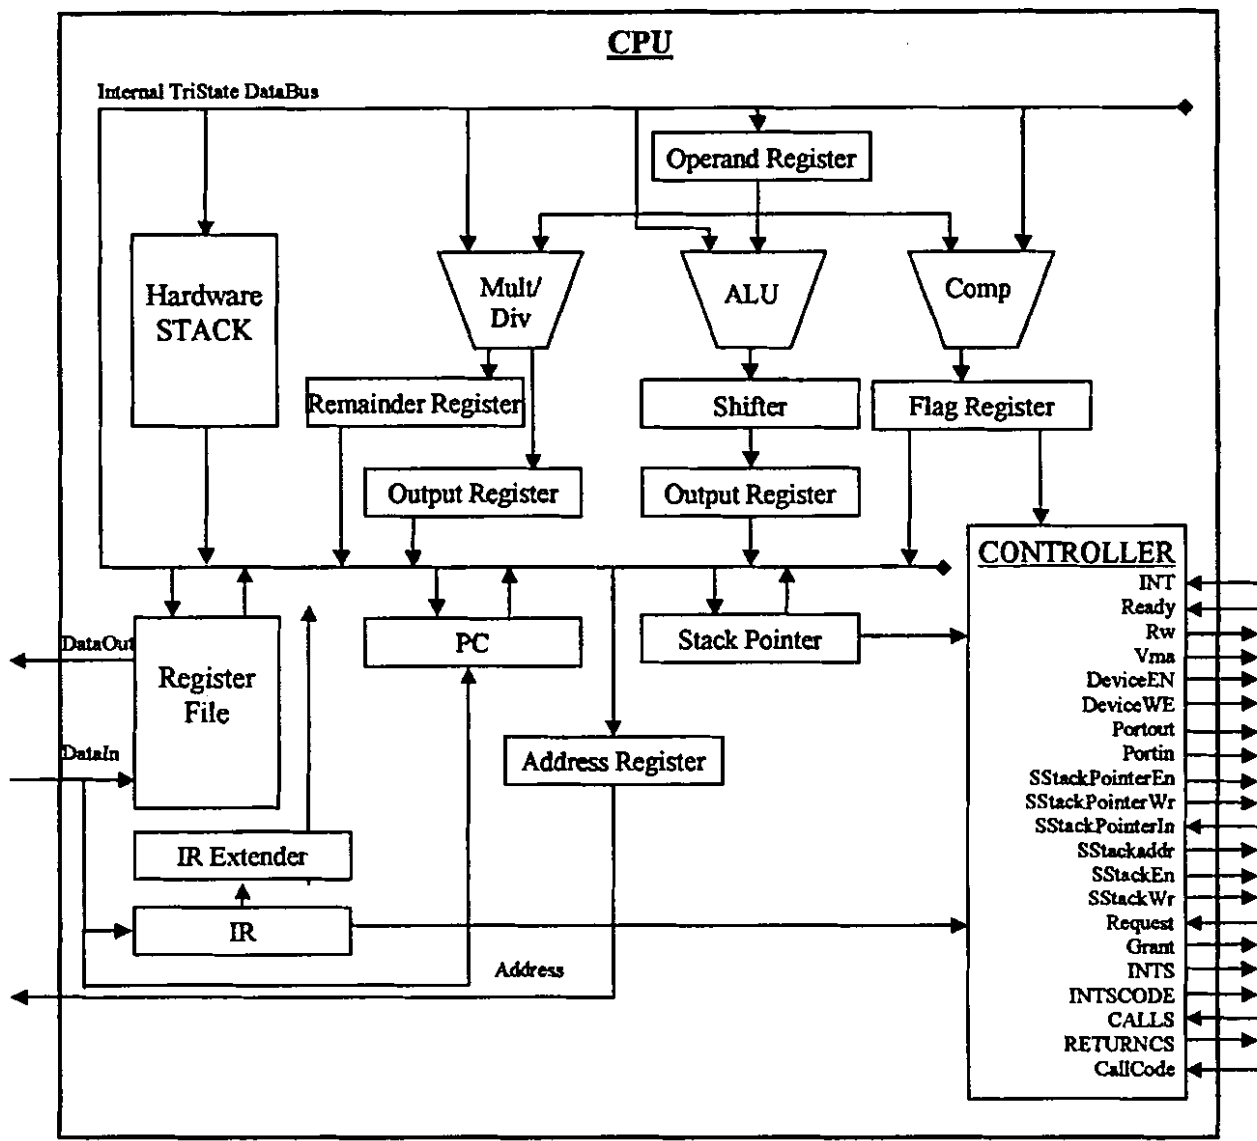 CPU
Internal TriState DataBus
Operand Register
Hardware
STACK
Mult/
Div
ALU
Comp
Remainder Register
Shifter
Flag Register
Output Register
Output Register
CONTROLLER
INT
Ready
Rw
Vma
DeviceEN
DeviceWE
Portout
Portin
SStackPointerEn
SStackPointerWr
SStackPointerIn
SStackaddr
SStackEn
SStackWr
Request
Grant
INTS
INTSCODE
CALLS
RETURNCS
CallCode
DataOut
Register
File
PC
Stack Pointer
DataIn
Address Register
IR Extender
IR
Address